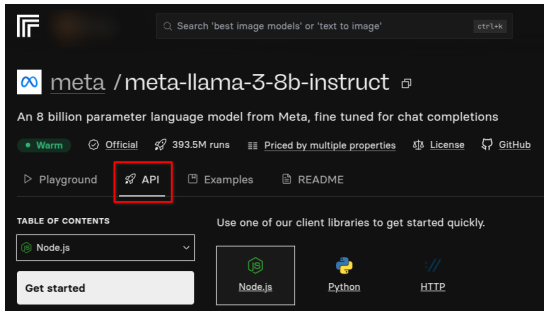 Search 'best image models' or 'text to image' ctrl+k
meta / meta-llama-3-8b-instruct
An 8 billion parameter language model from Meta, fine tuned for chat completions
Warm Official 393.5M runs Priced by multiple properties License GitHub
Playground API Examples README
TABLE OF CONTENTS
Use one of our client libraries to get started quickly.
Node.js
Get started
Node.js Python HTTP